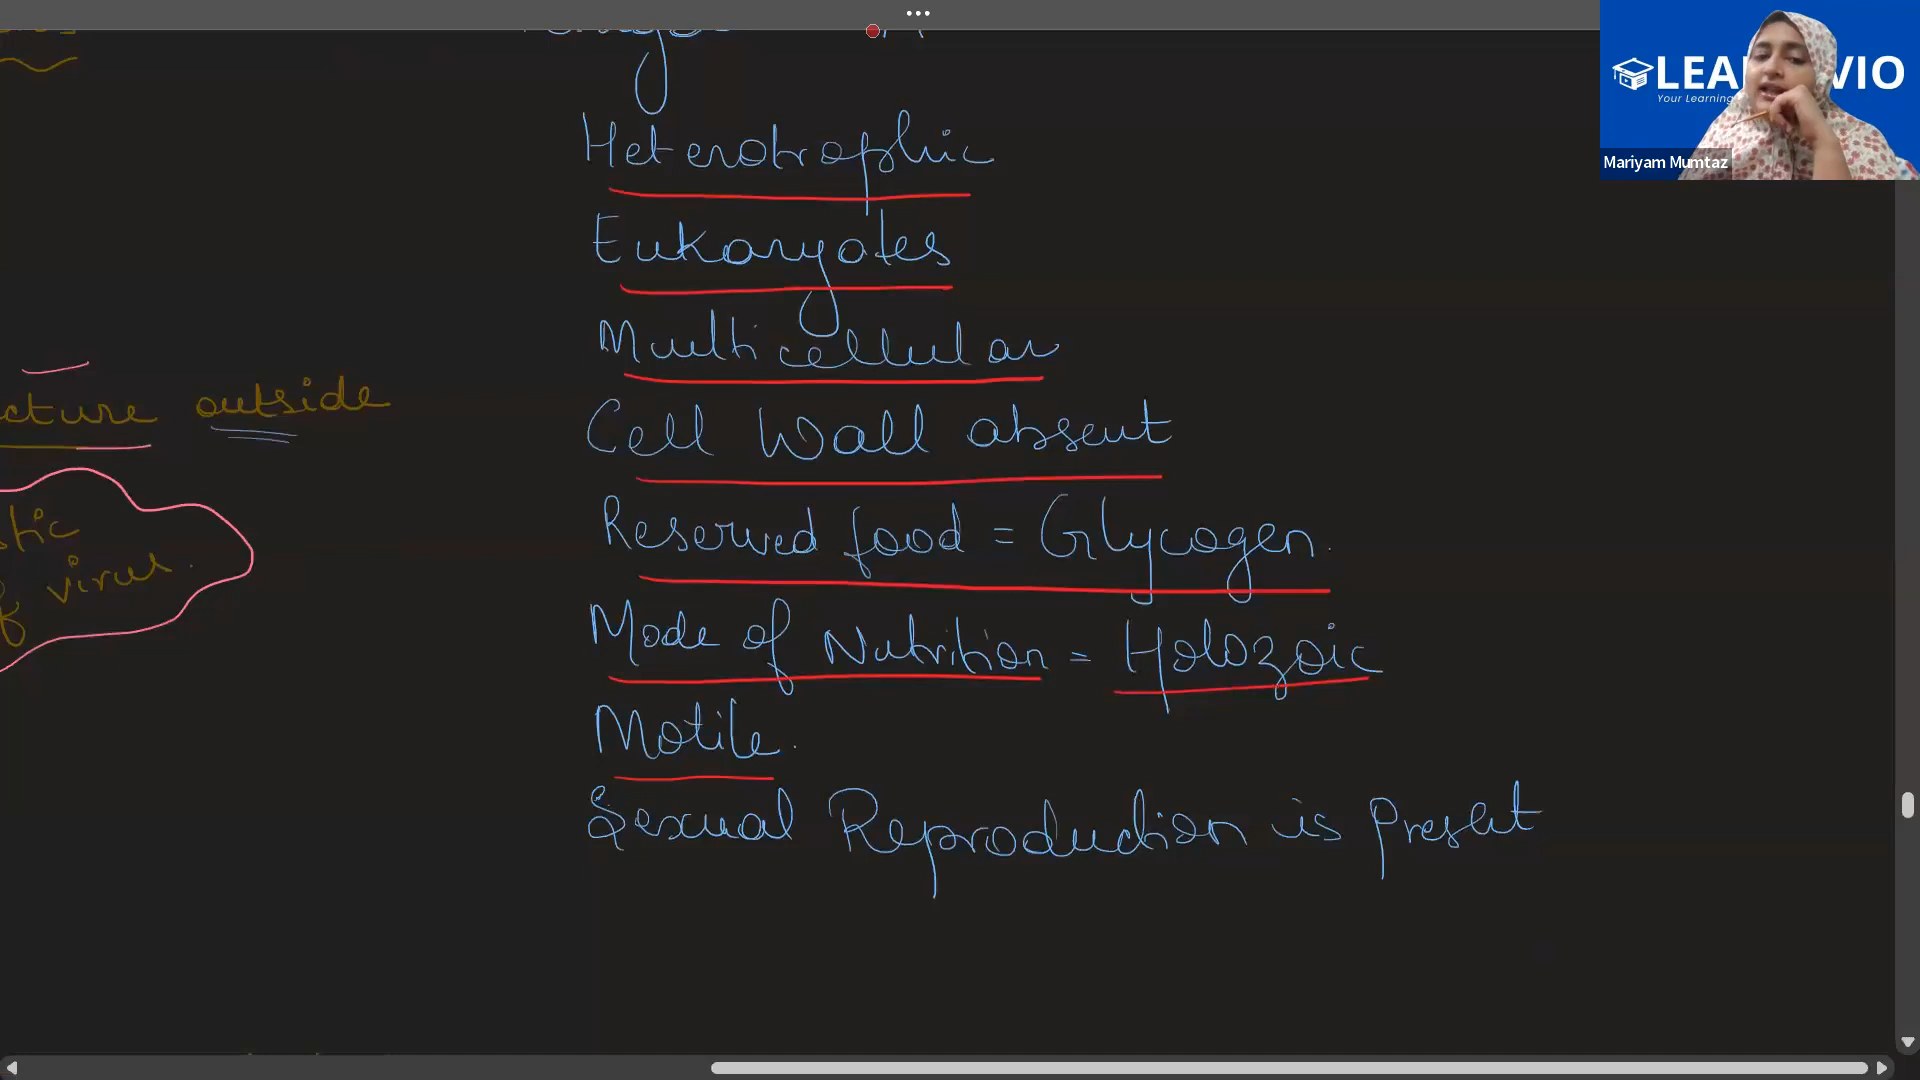 Heterotrophic
Eukaryotes
Multicellular
Cell Wall absent
Reserved food = Glycogen.
Mode of Nutrition = Holozoic
Motile.
Sexual Reproduction is Present
cture outside
virus.
VIO
Your Learning
Mariyam Mumtaz